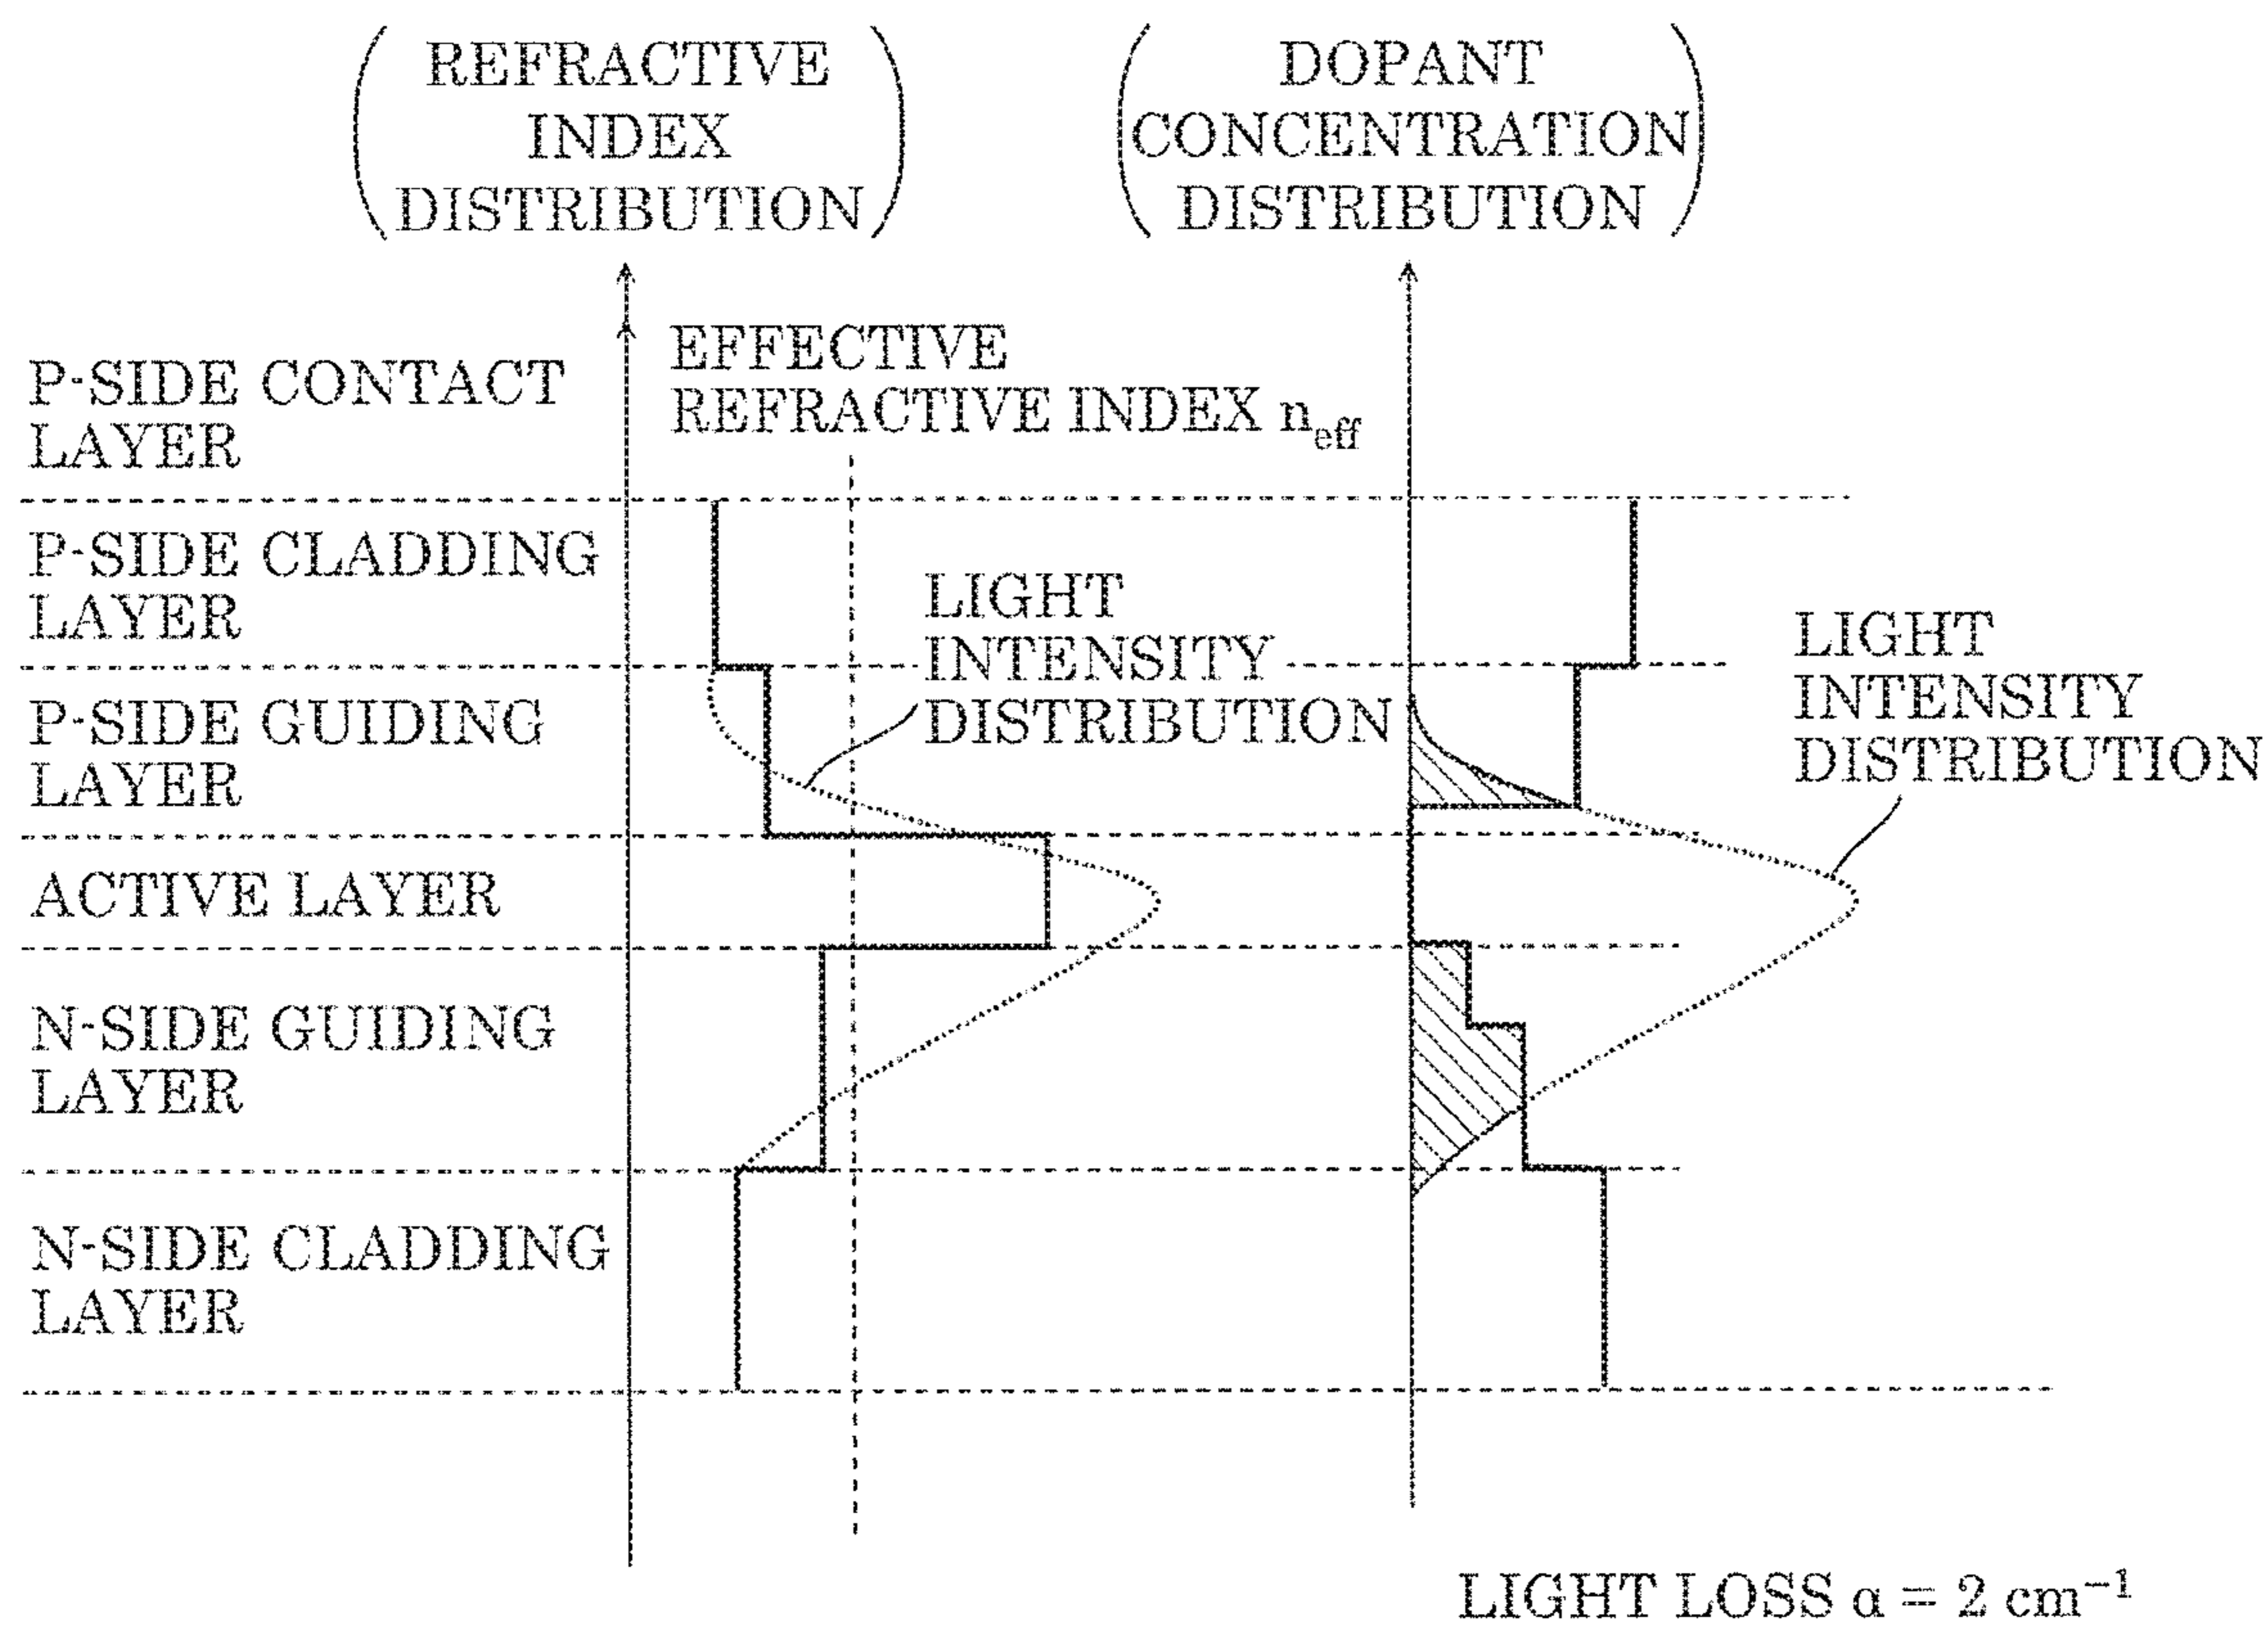 REFRACTIVE
INDEX
DISTRIBUTION
DOPANT
CONCENTRATION
DISTRIBUTION
EFFECTIVE
REFRACTIVE INDEX neff
P-SIDE CONTACT
LAYER
P-SIDE CLADDING
LAYER
LIGHT
INTENSITY
DISTRIBUTION
LIGHT
INTENSITY
DISTRIBUTION
P-SIDE GUIDING
LAYER
ACTIVE LAYER
N-SIDE GUIDING
LAYER
N-SIDE CLADDING
LAYER
LIGHT LOSS α = 2 cm⁻¹